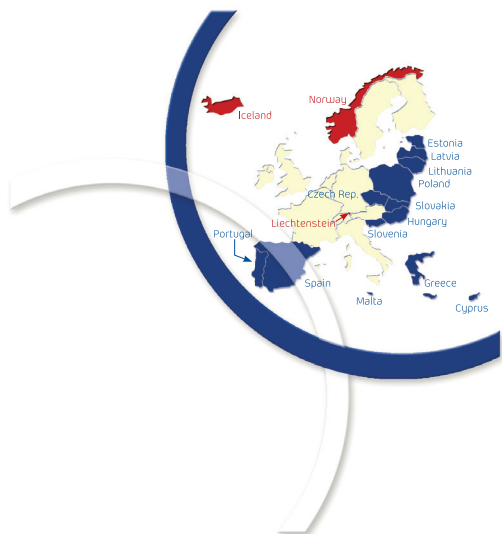 Norway
Iceland
Estonia
Latvia
Lithuania
Poland
Czech Rep.
Slovakia
Liechtenstein
Hungary
Portugal
Slovenia
Spain
Greece
Malta
Cyprus